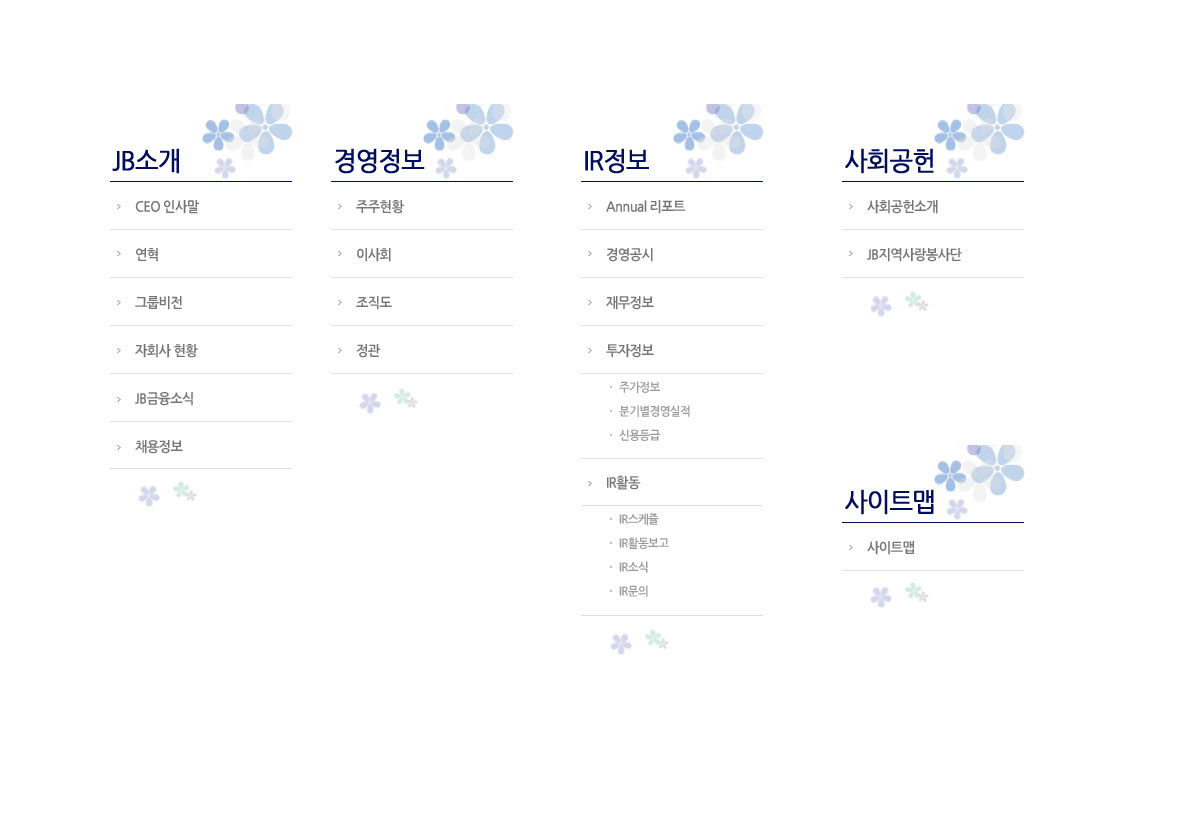 JB소개
CEO 인사말
연혁
그룹비전
자회사 현황
JB금융소식
채용정보
경영정보
주주현황
이사회
조직도
정관
IR정보
Annual 리포트
경영공시
재무정보
투자정보
· 주가정보
· 분기별경영실적
· 신용등급
IR활동
· IR스케쥴
· IR활동보고
· IR소식
· IR문의
사회공헌
사회공헌소개
JB지역사랑봉사단
사이트맵
사이트맵